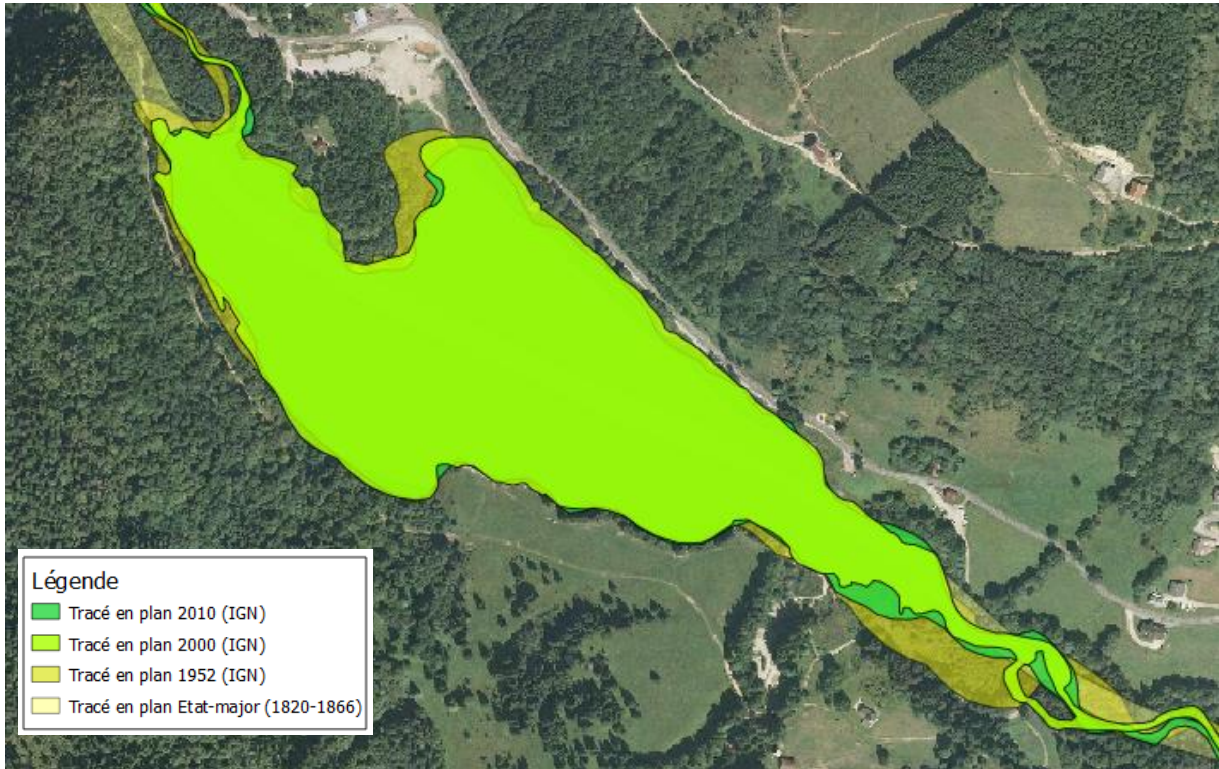 Légende
Tracé en plan 2010 (IGN)
Tracé en plan 2000 (IGN)
Tracé en plan 1952 (IGN)
Tracé en plan Etat-major (1820-1866)